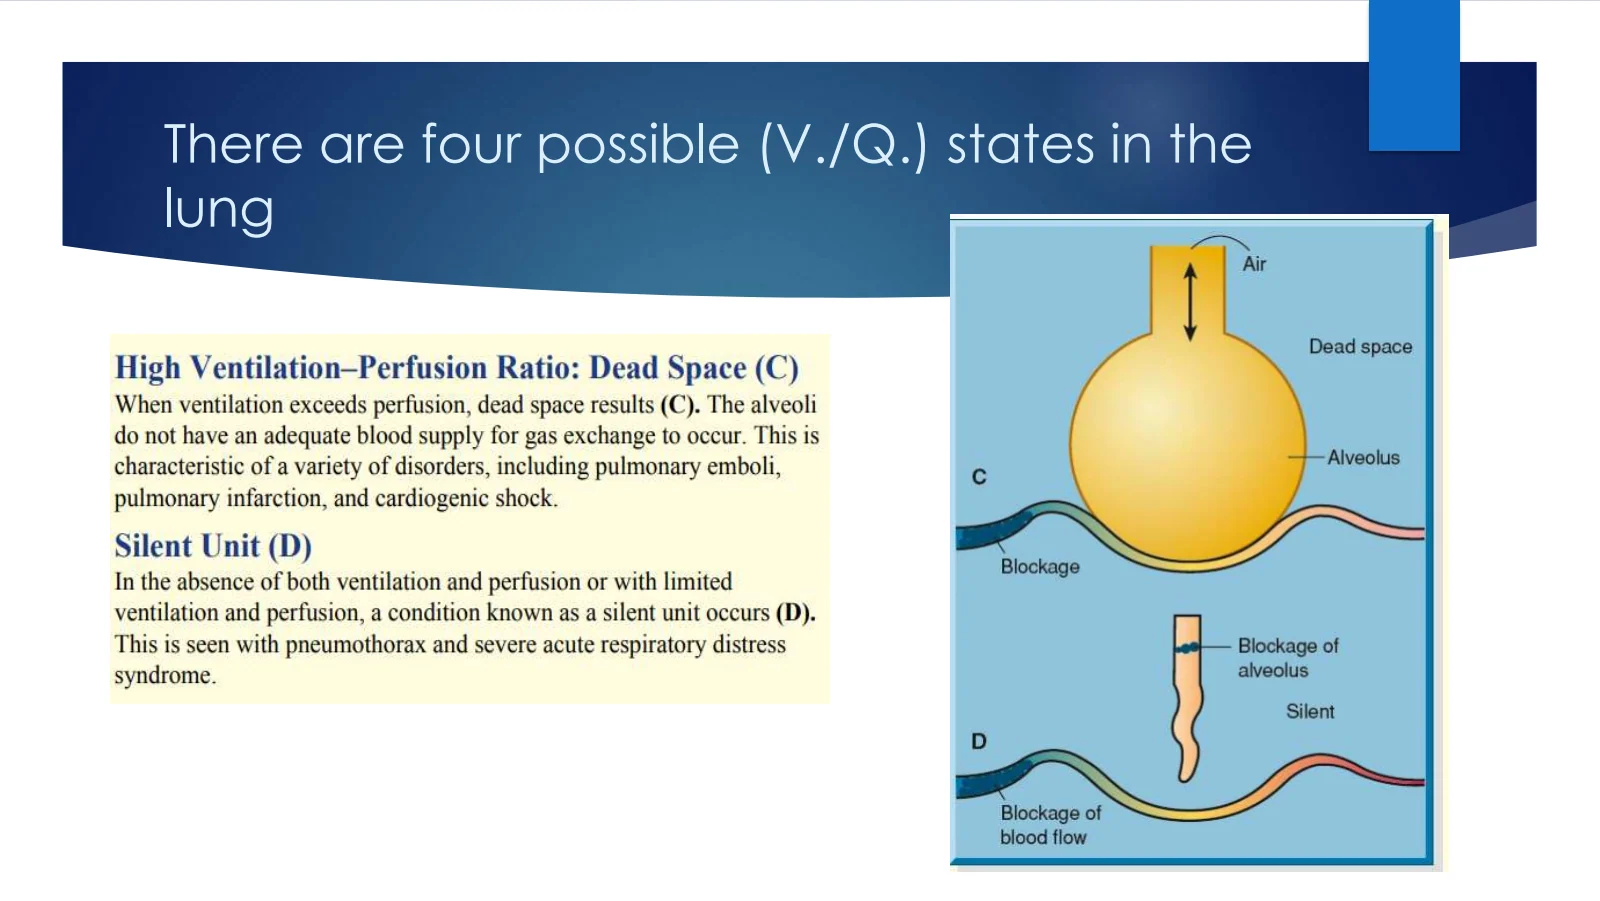 There are four possible (V./Q.) states in the
lung
High Ventilation–Perfusion Ratio: Dead Space (C)
When ventilation exceeds perfusion, dead space results (C). The alveoli
do not have an adequate blood supply for gas exchange to occur. This is
characteristic of a variety of disorders, including pulmonary emboli,
pulmonary infarction, and cardiogenic shock.
Silent Unit (D)
In the absence of both ventilation and perfusion or with limited
ventilation and perfusion, a condition known as a silent unit occurs (D).
This is seen with pneumothorax and severe acute respiratory distress
syndrome.
Air
Dead space
Alveolus
C
Blockage
Blockage of
alveolus
Silent
D
Blockage of
blood flow